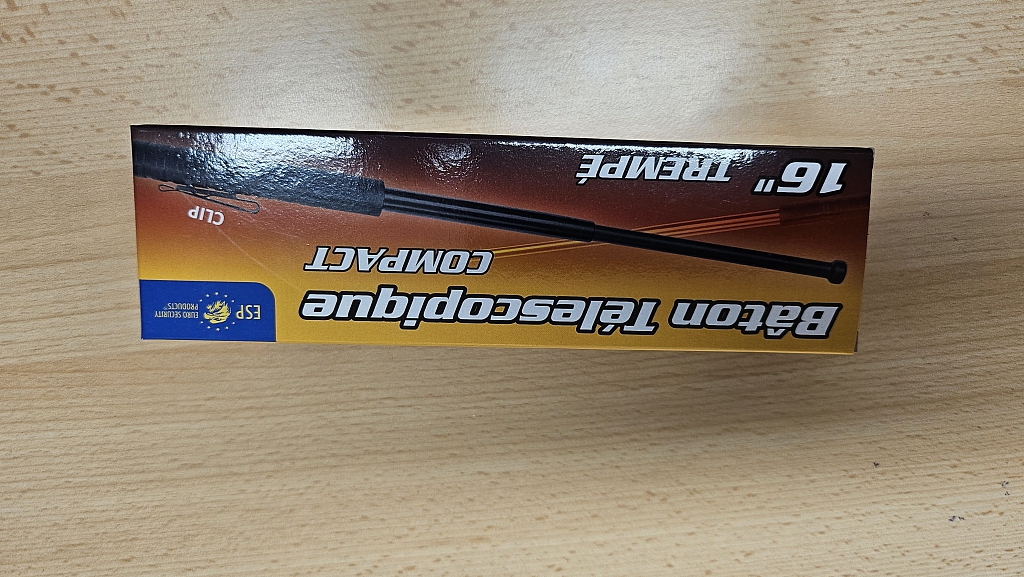 Bâton Télescopique
COMPACT
ESP
EURO SECURITY
PRODUCTS®
CLIP
16" TREMPÉ